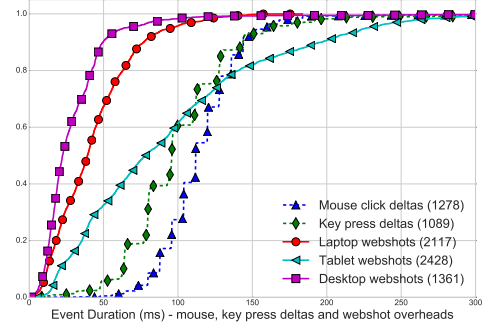 1.0
0.8
0.6
0.4
0.2
0.0
0
50
100
150
200
250
300
Mouse click deltas (1278)
Key press deltas (1089)
Laptop webshots (2117)
Tablet webshots (2428)
Desktop webshots (1361)
Event Duration (ms) - mouse, key press deltas and webshot overheads